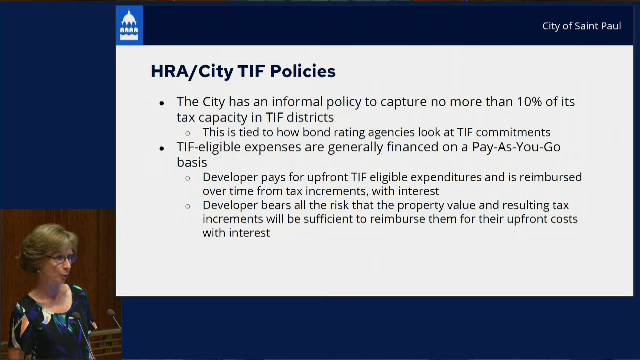 City of Saint Paul
HRA/City TIF Policies
• The City has an informal policy to capture no more than 10% of its
tax capacity in TIF districts
○ This is tied to how bond rating agencies look at TIF commitments
• TIF-eligible expenses are generally financed on a Pay-As-You-Go
basis
○ Developer pays for upfront TIF eligible expenditures and is reimbursed
over time from tax increments, with interest
○ Developer bears all the risk that the property value and resulting tax
increments will be sufficient to reimburse them for their upfront costs
with interest